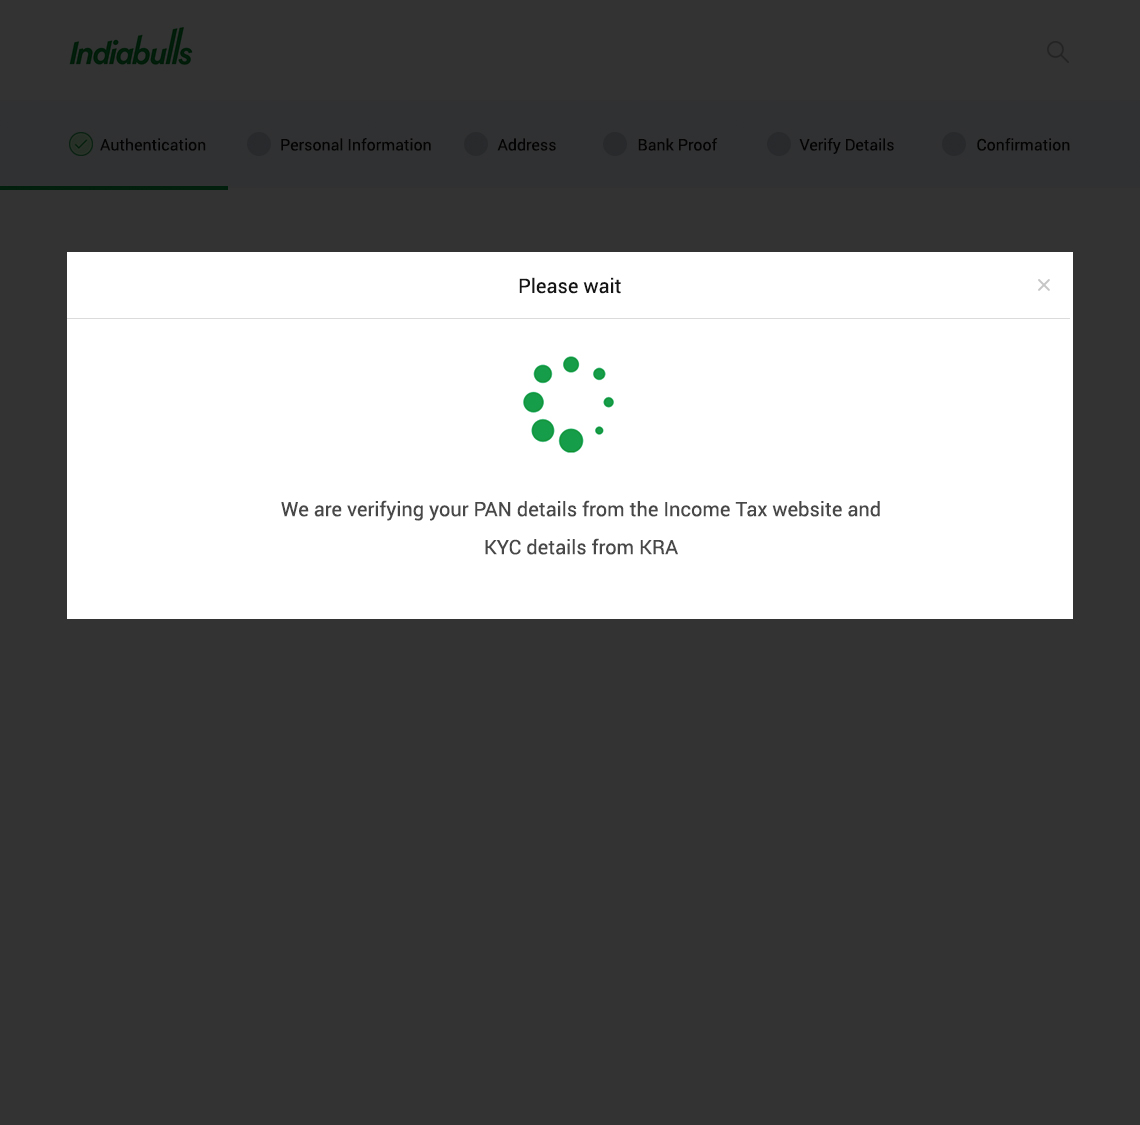 Indiabulls
Authentication Personal Information Address Bank Proof Verify Details Confirmation
Please wait
We are verifying your PAN details from the Income Tax website and
KYC details from KRA